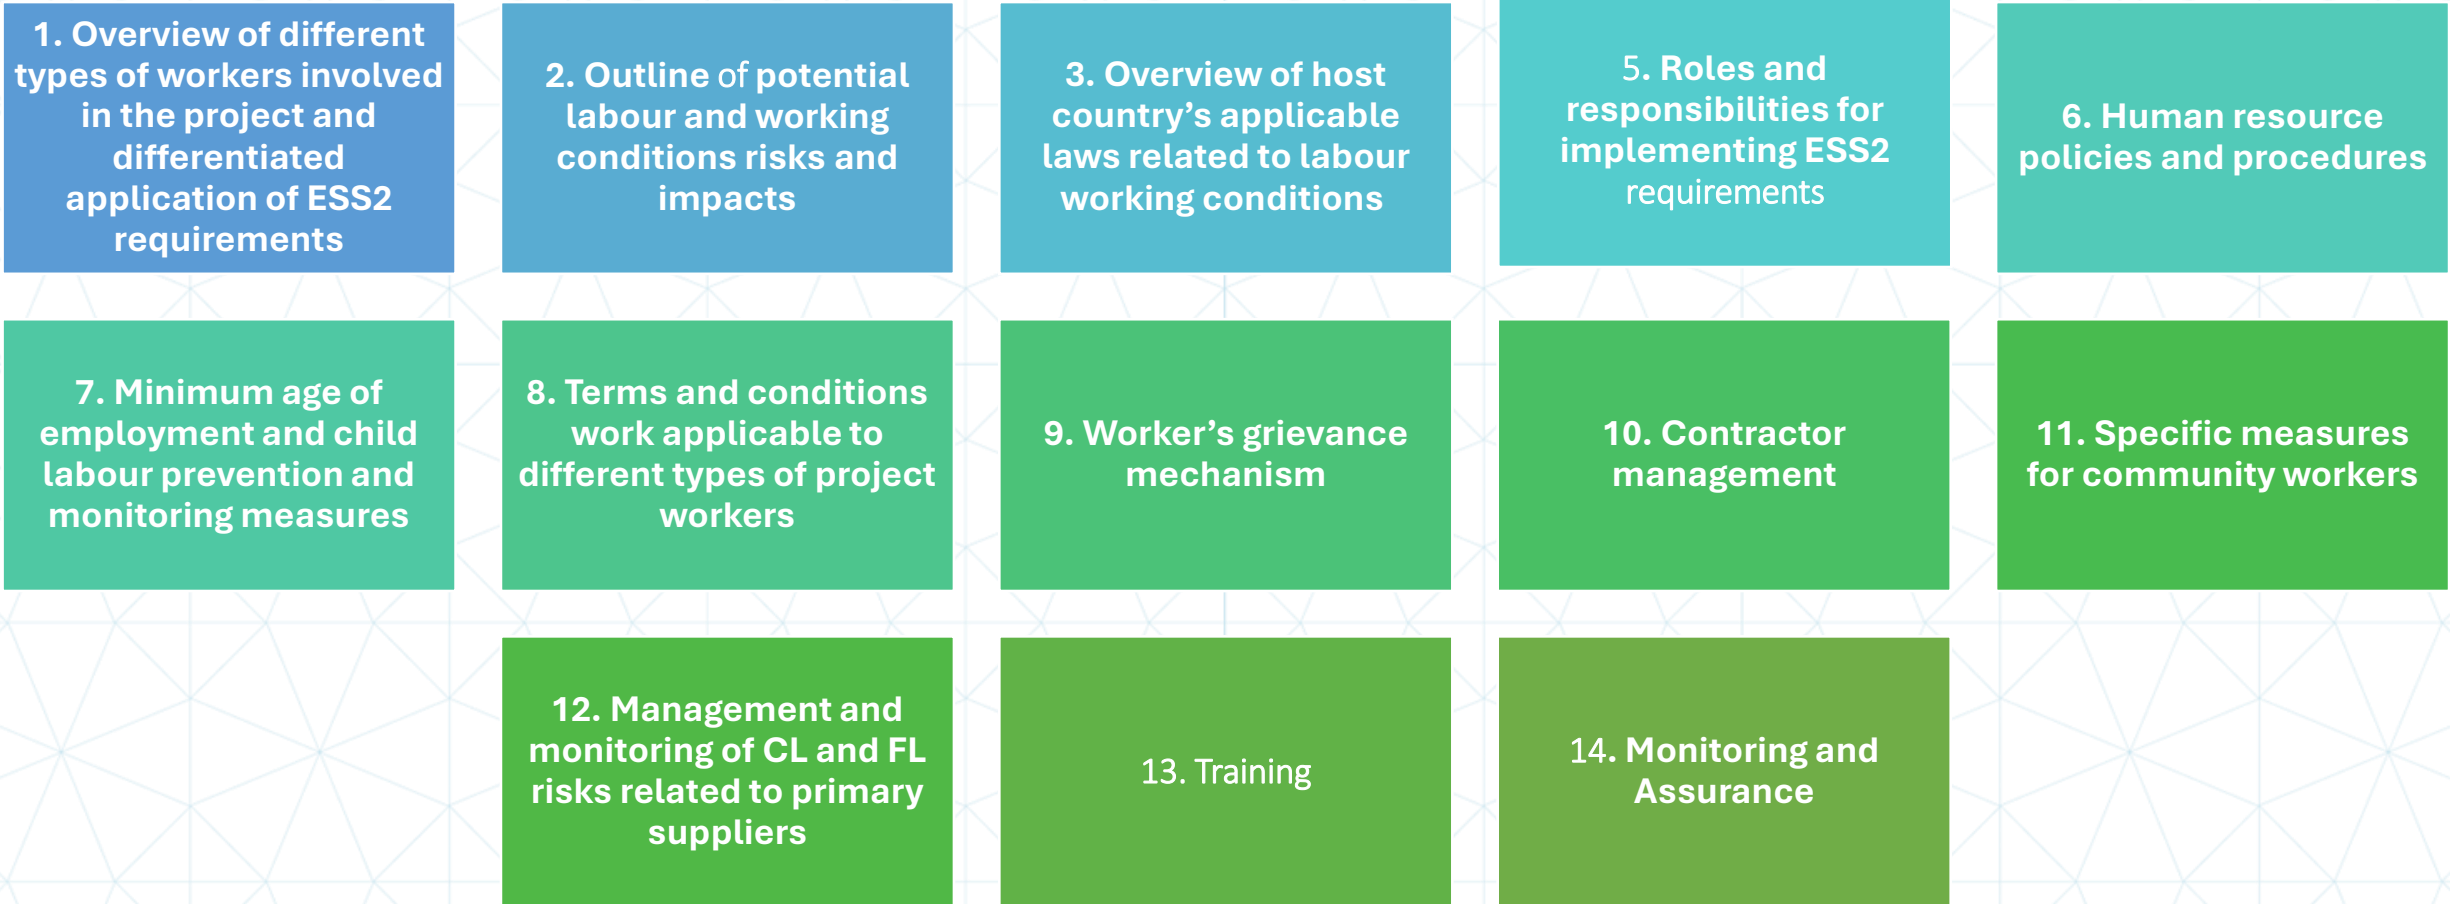 1. Overview of different
types of workers involved
in the project and
differentiated
application of ESS2
requirements
2. Outline of potential
labour and working
conditions risks and
impacts
3. Overview of host
country’s applicable
laws related to labour
working conditions
5. Roles and
responsibilities for
implementing ESS2
requirements
6. Human resource
policies and procedures
7. Minimum age of
employment and child
labour prevention and
monitoring measures
8. Terms and conditions
work applicable to
different types of project
workers
9. Worker’s grievance
mechanism
10. Contractor
management
11. Specific measures
for community workers
12. Management and
monitoring of CL and FL
risks related to primary
suppliers
13. Training
14. Monitoring and
Assurance